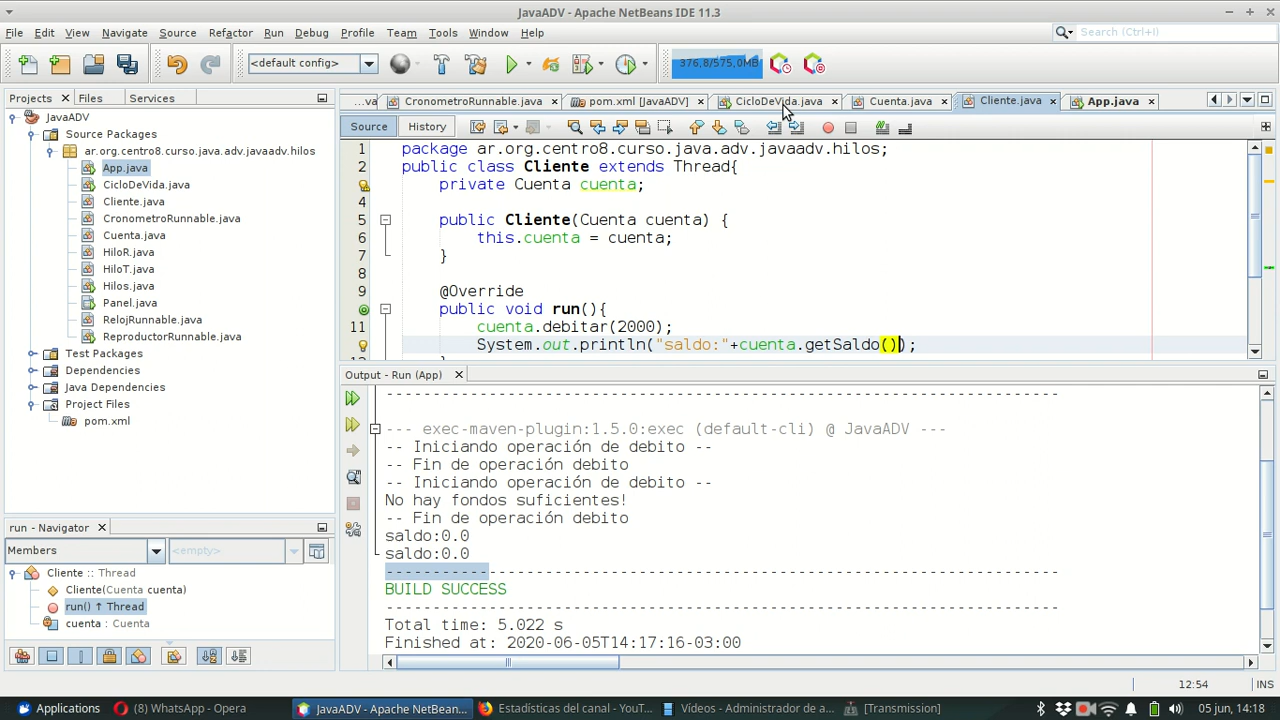 JavaADV - Apache NetBeans IDE 11.3
File Edit View Navigate Source Refactor Run Debug Profile Team Tools Window Help
Search (Ctrl+I)
<default config>
376,8/575,0MB
Projects Files Services
...va CronometroRunnable.java pom.xml [JavaADV] CicloDeVida.java Cuenta.java Cliente.java App.java
Source History
JavaADV
Source Packages
ar.org.centro8.curso.java.adv.javaadv.hilos
App.java
CicloDeVida.java
Cliente.java
CronometroRunnable.java
Cuenta.java
HiloR.java
HiloT.java
Hilos.java
Panel.java
RelojRunnable.java
ReproductorRunnable.java
Test Packages
Dependencies
Java Dependencies
Project Files
pom.xml
1 package ar.org.centro8.curso.java.adv.javaadv.hilos;
2 public class Cliente extends Thread{
3 private Cuenta cuenta;
4
5 public Cliente(Cuenta cuenta) {
6 this.cuenta = cuenta;
7 }
8
9 @Override
10 public void run(){
11 cuenta.debitar(2000);
System.out.println("saldo:"+cuenta.getSaldo());
Output - Run (App)
------------------------------------------------------------------------
--- exec-maven-plugin:1.5.0:exec (default-cli) @ JavaADV ---
-- Iniciando operación de debito --
-- Fin de operación debito
-- Iniciando operación de debito --
No hay fondos suficientes!
-- Fin de operación debito
saldo:0.0
saldo:0.0
------------------------------------------------------------------------
BUILD SUCCESS
------------------------------------------------------------------------
Total time: 5.022 s
Finished at: 2020-06-05T14:17:16-03:00
run() - Navigator
Members
<empty>
Cliente :: Thread
Cliente(Cuenta cuenta)
run() ↑ Thread
cuenta : Cuenta
12:54 INS
Applications (8) WhatsApp - Opera JavaADV - Apache NetBeans... Estadísticas del canal - YouT... Vídeos - Administrador de a... [Transmission] 05 jun, 14:18